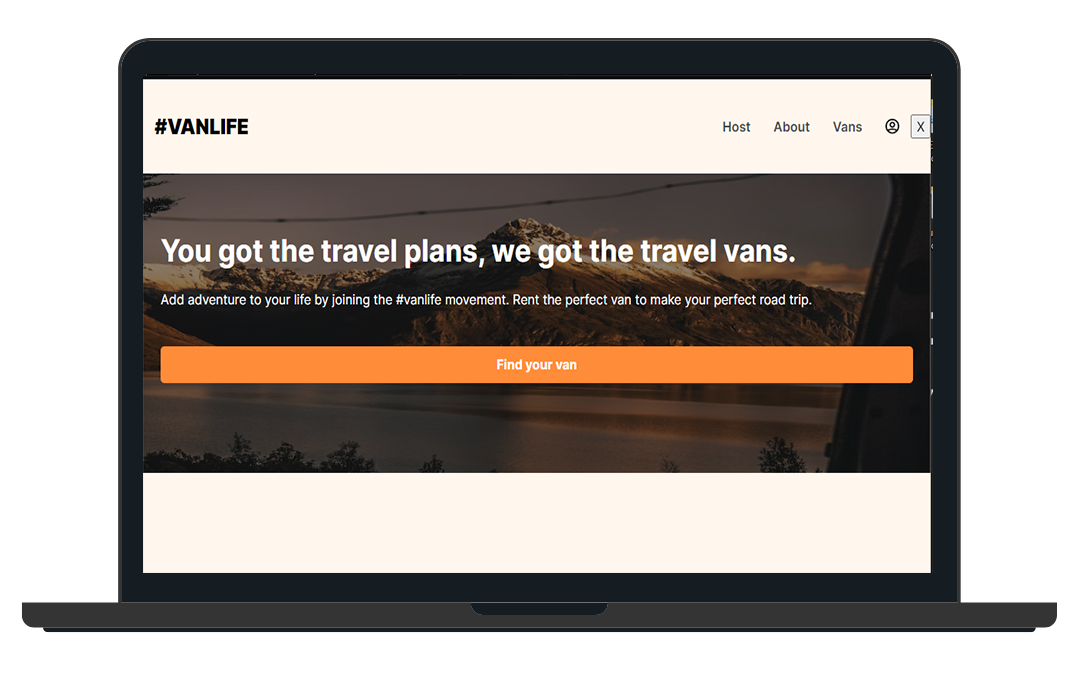 #VANLIFE
Host About Vans X
You got the travel plans, we got the travel vans.
Add adventure to your life by joining the #vanlife movement. Rent the perfect van to make your perfect road trip.
Find your van